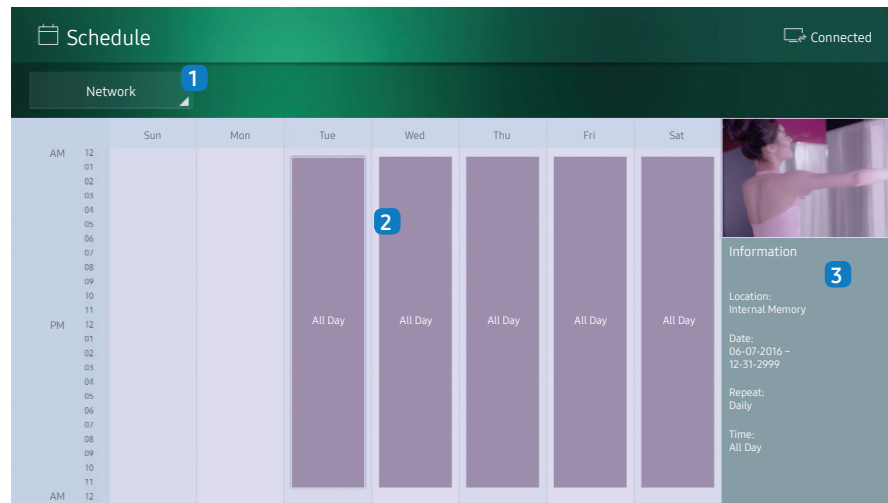 Schedule
Connected
Network
1
Sun Mon Tue Wed Thu Fri Sat
AM 12
01
02
03
04
05
06
07
08
09
10
11
PM 12
01
02
03
04
05
06
07
08
09
10
11
AM 12
2
All Day All Day All Day All Day All Day
Information
3
Location:
Internal Memory
Date:
06-07-2016 –
12-31-2999
Repeat:
Daily
Time:
All Day